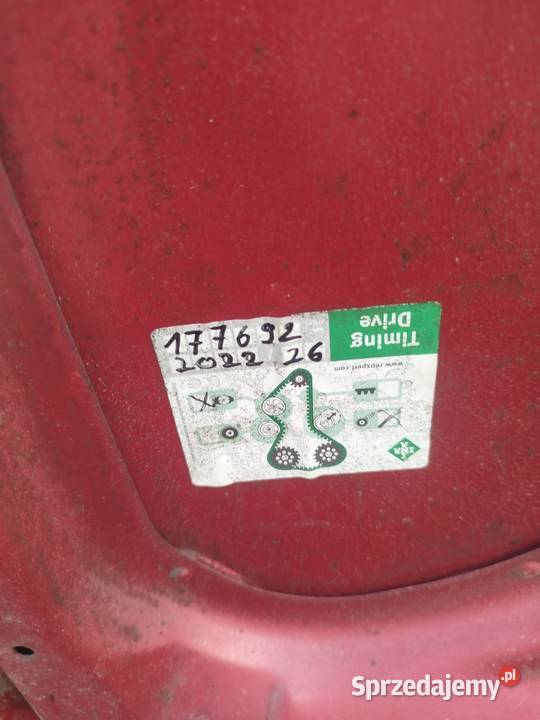 177692
2022 26
Timing
Drive
www.repxpert.com
INA
Sprzedajemy.pl